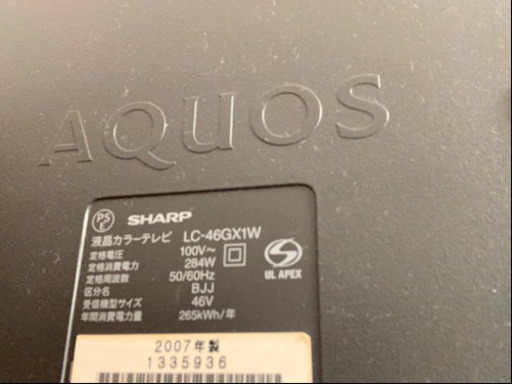 AQUOS
PS
E
SHARP
液晶カラーテレビ LC-46GX1W
定格電圧 100V~
定格消費電力 284W
定格周波数 50/60Hz
区分名 BJJ
受信機型サイズ 46V
年間消費電力量 265kWh/年
S
UL APEX
2007年製
1335936